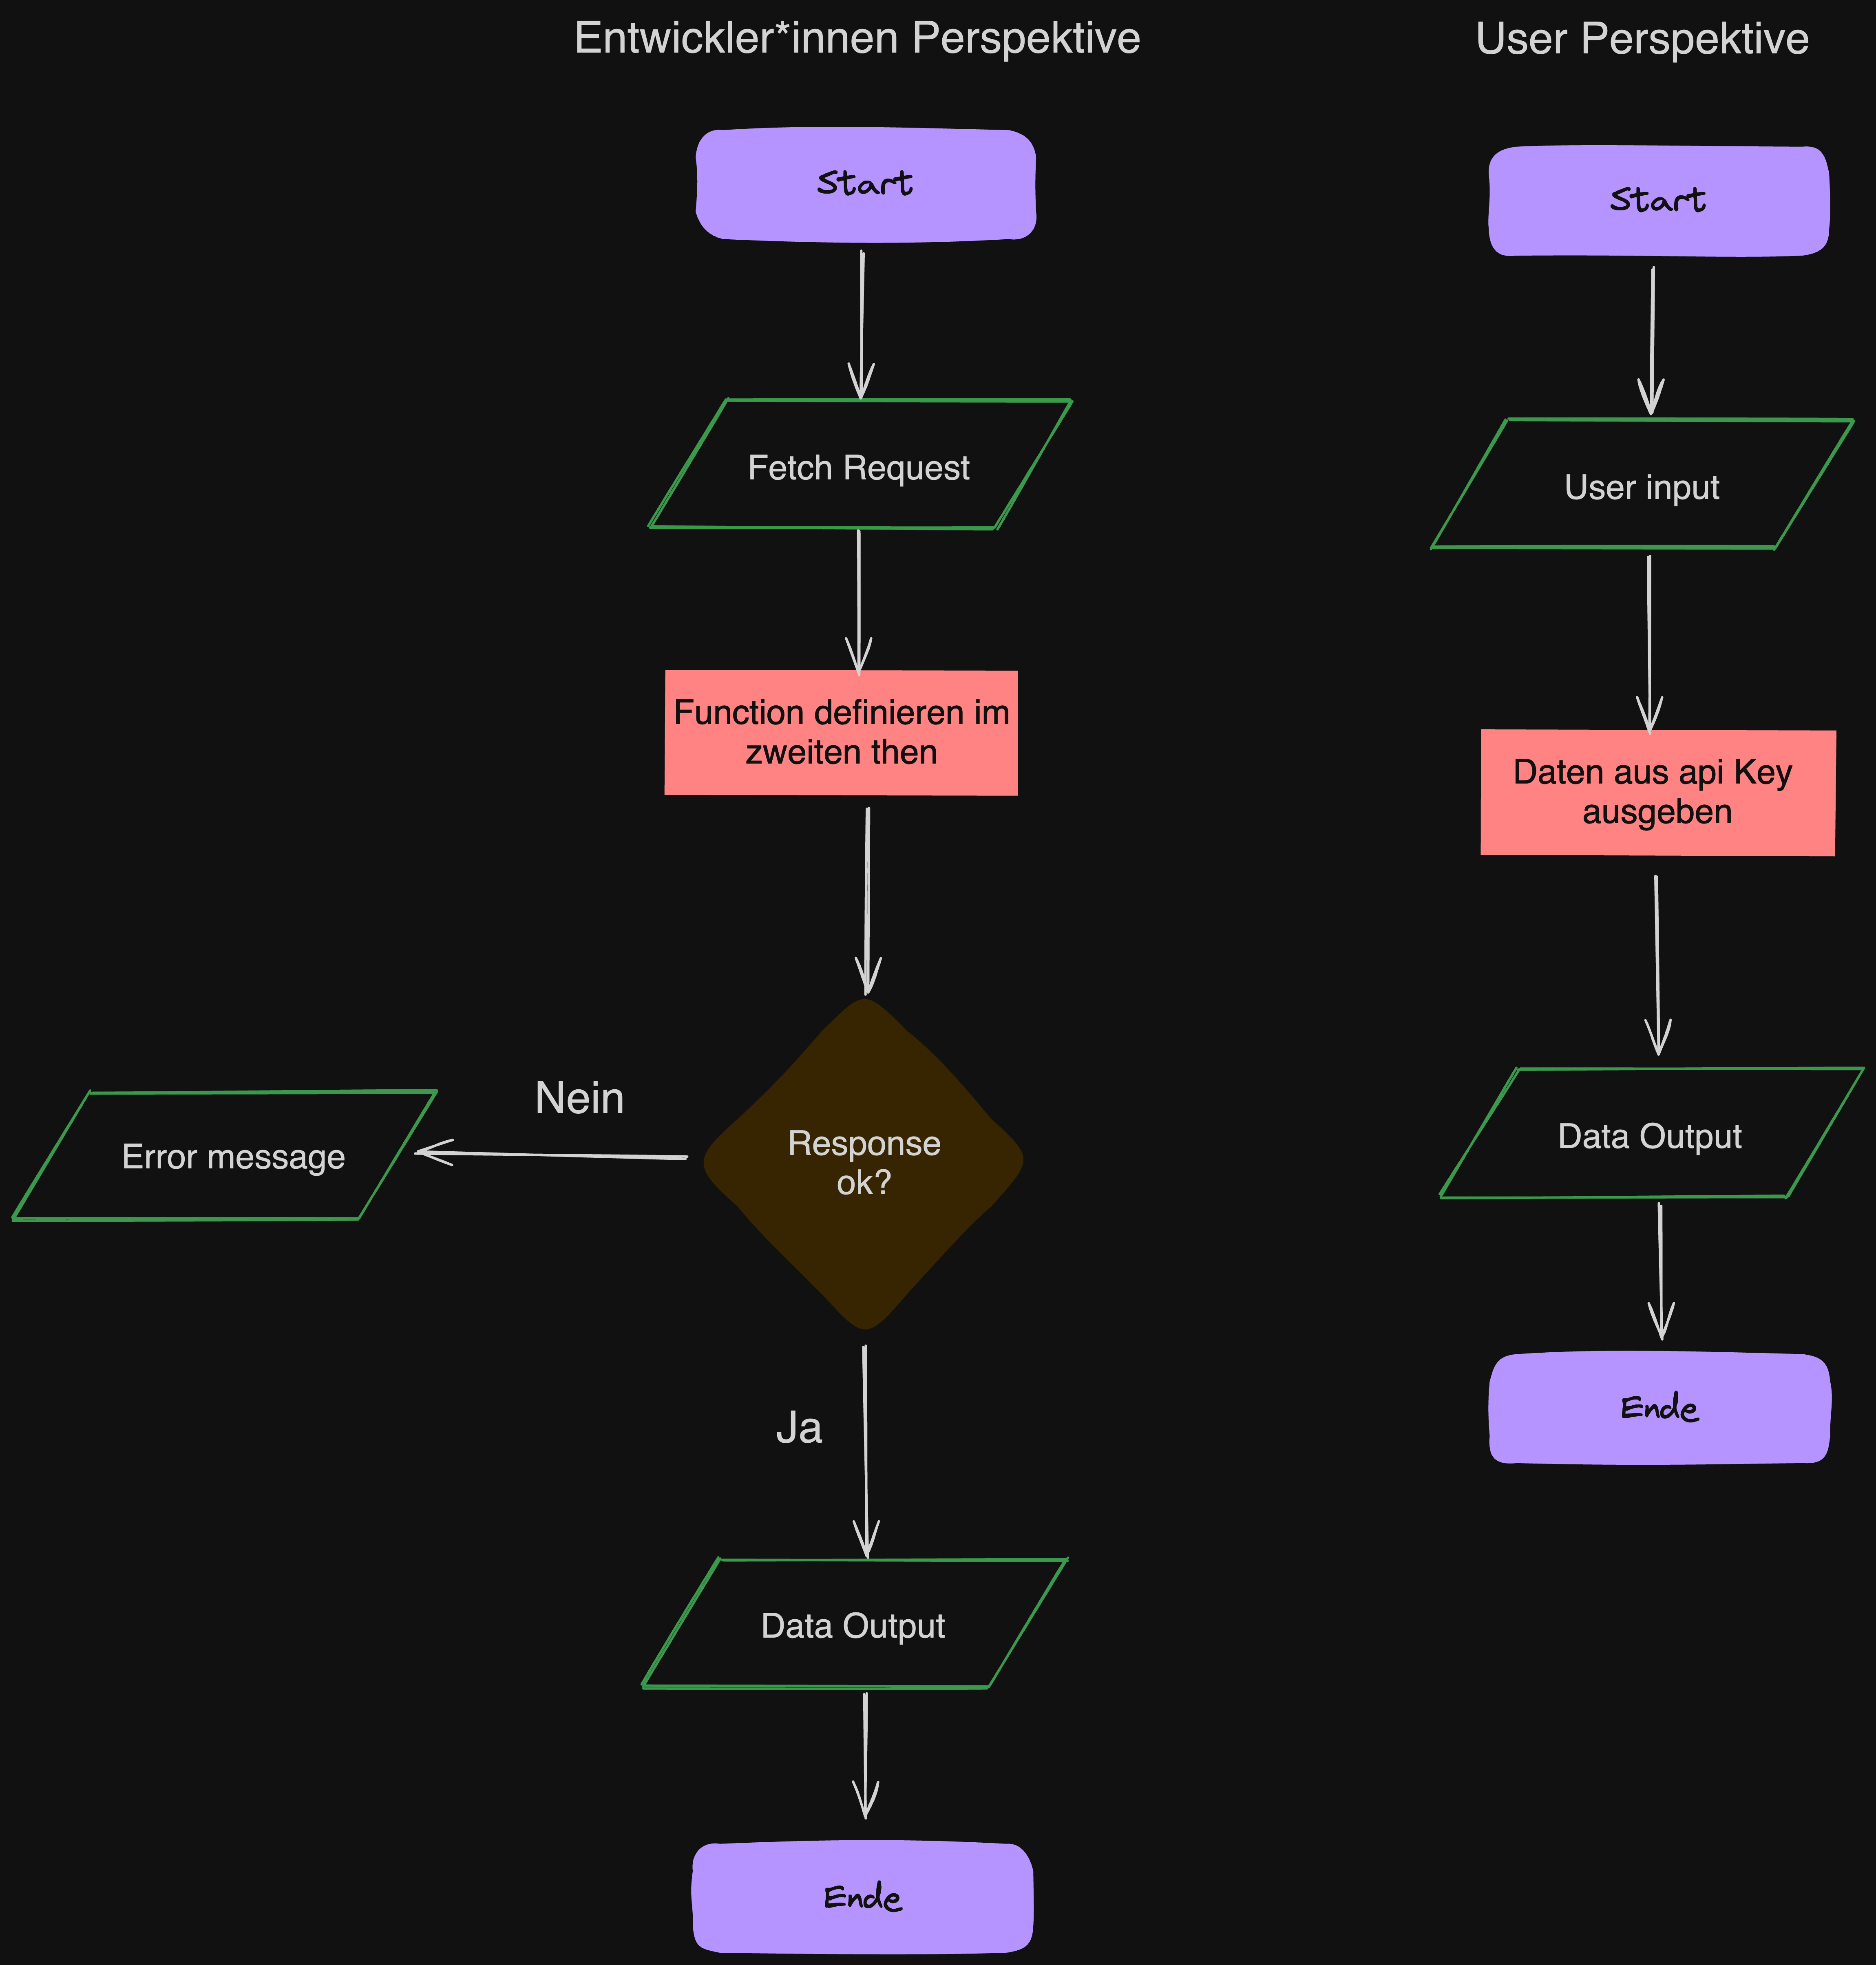 Entwickler*innen Perspektive
Start
Fetch Request
Function definieren im
zweiten then
Response
ok?
Nein
Error message
Ja
Data Output
Ende
User Perspektive
Start
User input
Daten aus api Key
ausgeben
Data Output
Ende